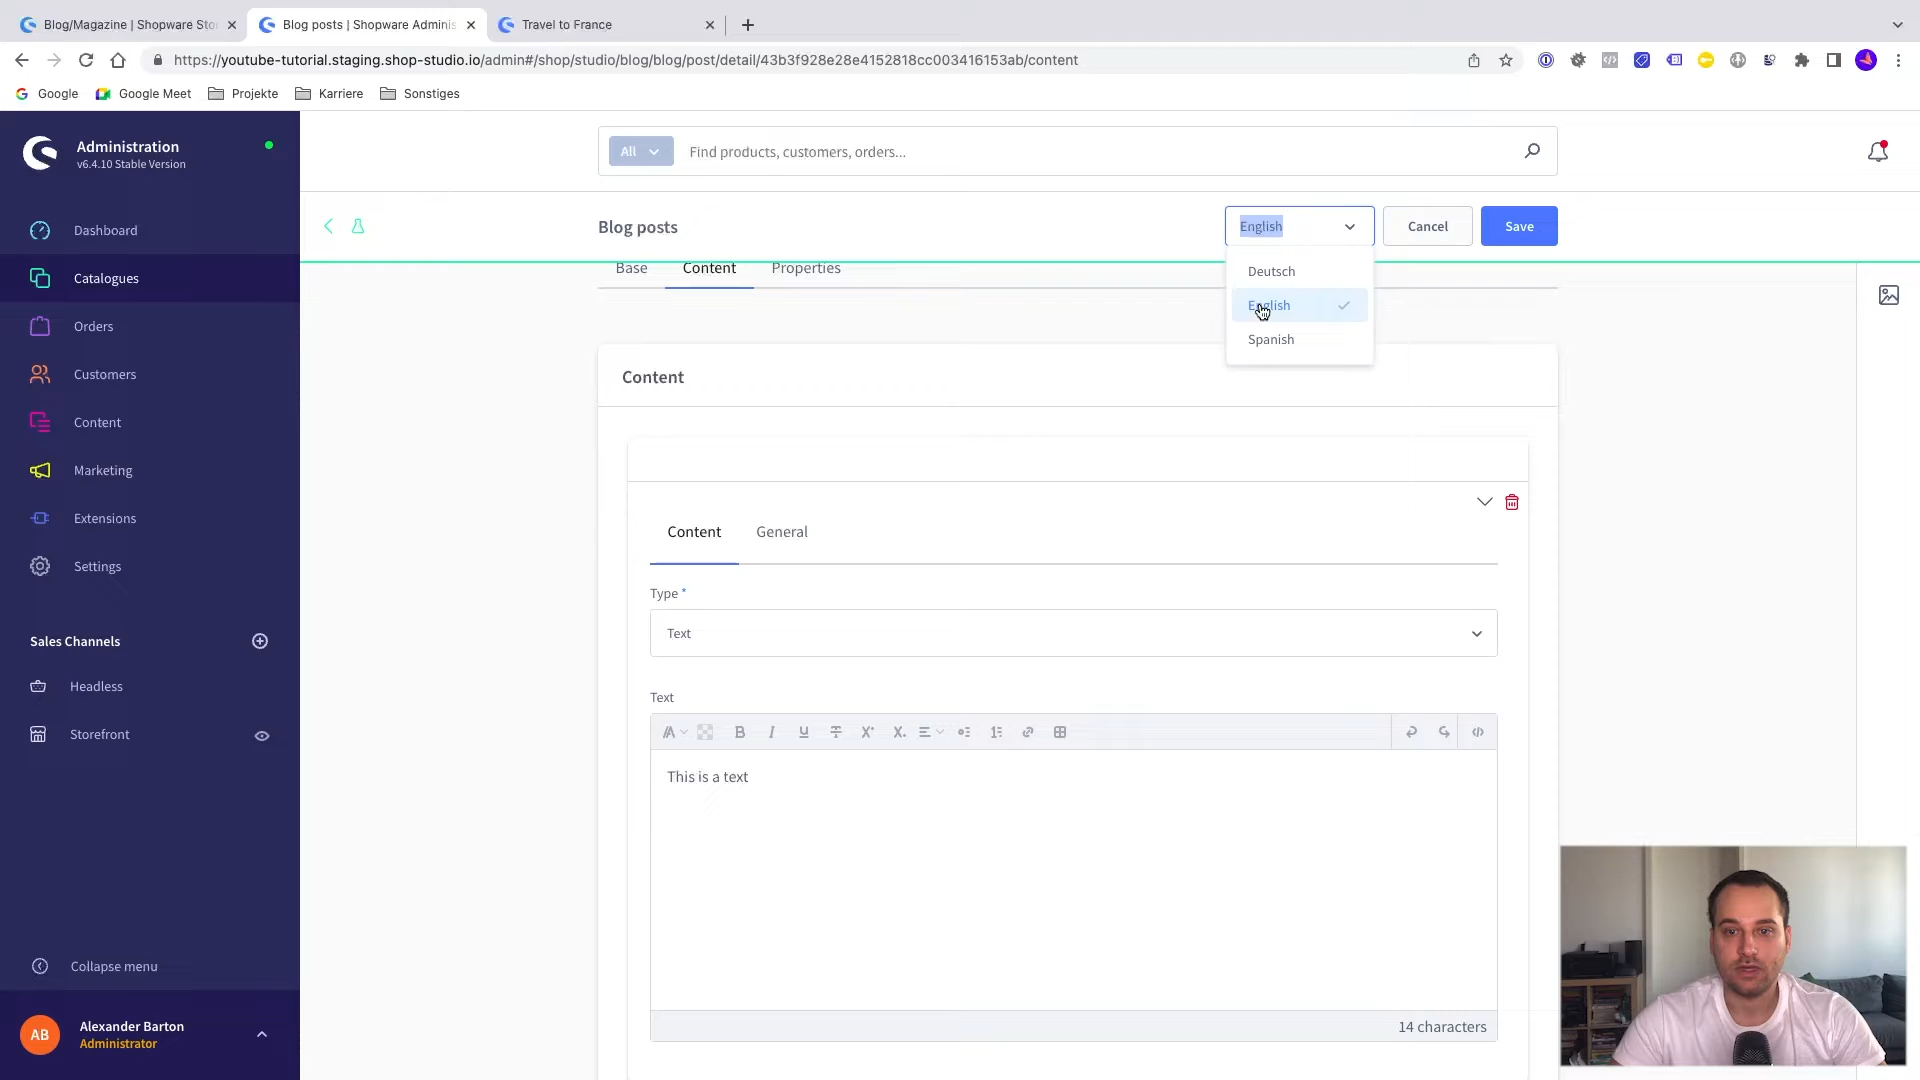 Blog/Magazine | Shopware Sto
Blog posts | Shopware Adminis
Travel to France
https://youtube-tutorial.staging.shop-studio.io/admin#/shop/studio/blog/blog/post/detail/43b3f928e28e4152818cc003416153ab/content
Google
Google Meet
Projekte
Karriere
Sonstiges
Administration
v6.4.10 Stable Version
All
Find products, customers, orders...
Blog posts
English
Cancel
Save
Deutsch
English
Spanish
Dashboard
Catalogues
Orders
Customers
Content
Marketing
Extensions
Settings
Sales Channels
Headless
Storefront
Collapse menu
AB
Alexander Barton
Administrator
Base
Content
Properties
Content
Content
General
Type *
Text
Text
This is a text
14 characters